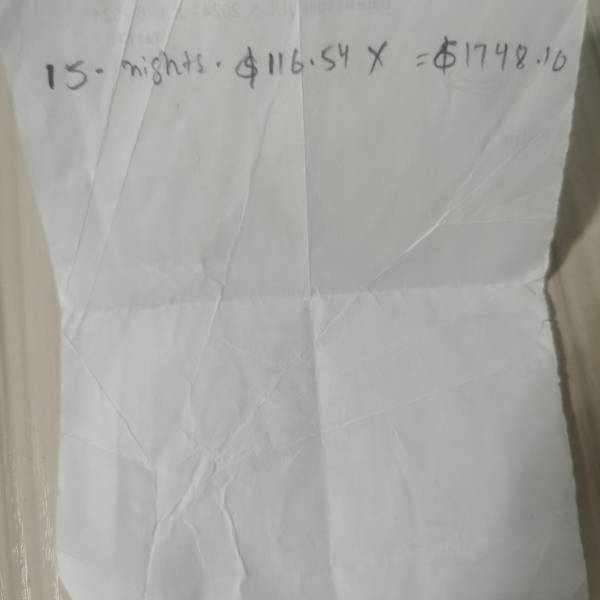 15- nights. $116.54 X = $1748.10